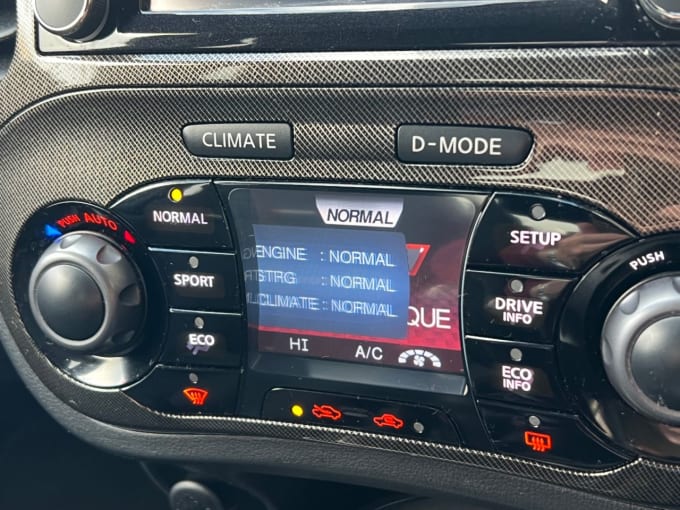 CLIMATE
D-MODE
PUSH AUTO
NORMAL
SPORT
ECO
NORMAL
ENGINE : NORMAL
STRG : NORMAL
CLIMATE : NORMAL
QUE
HI A/C
SETUP
DRIVE
INFO
ECO
INFO
PUSH